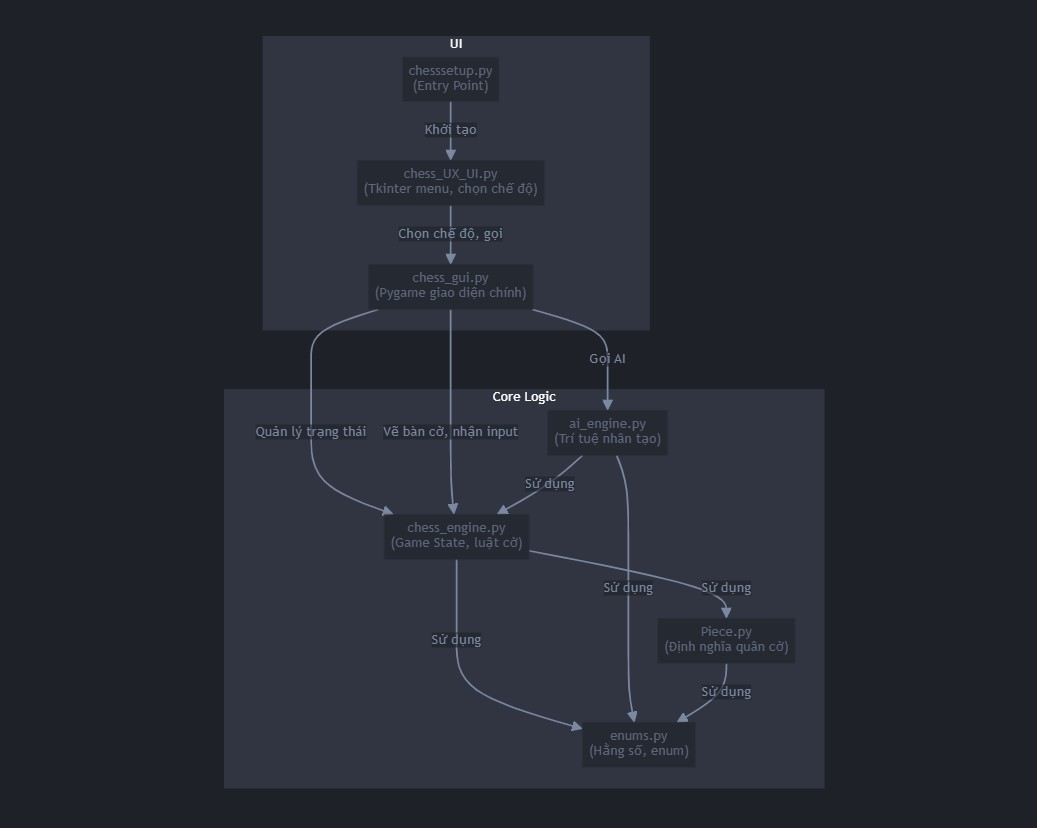 UI
chesssetup.py
(Entry Point)
Khởi tạo
chess_UX_UI.py
(Tkinter menu, chọn chế độ)
Chọn chế độ, gọi
chess_gui.py
(Pygame giao diện chính)
Gọi AI
Core Logic
Quản lý trạng thái
Vẽ bàn cờ, nhận input
ai_engine.py
(Trí tuệ nhân tạo)
Sử dụng
chess_engine.py
(Game State, luật cờ)
Sử dụng
Sử dụng
Piece.py
(Định nghĩa quân cờ)
Sử dụng
Sử dụng
enums.py
(Hằng số, enum)